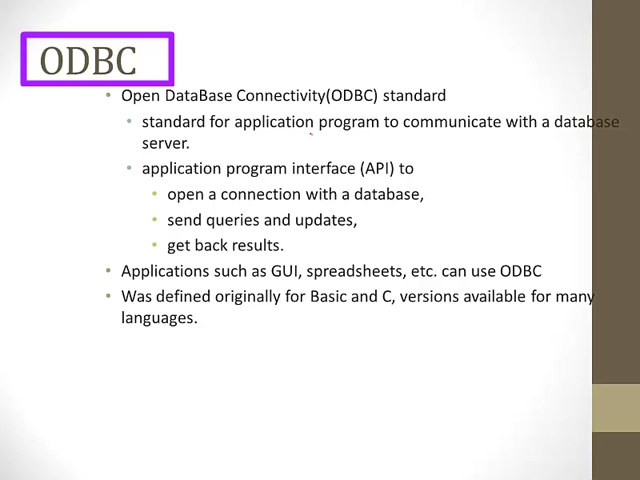 ODBC
• Open DataBase Connectivity(ODBC) standard
• standard for application program to communicate with a database
server.
• application program interface (API) to
• open a connection with a database,
• send queries and updates,
• get back results.
• Applications such as GUI, spreadsheets, etc. can use ODBC
• Was defined originally for Basic and C, versions available for many
languages.